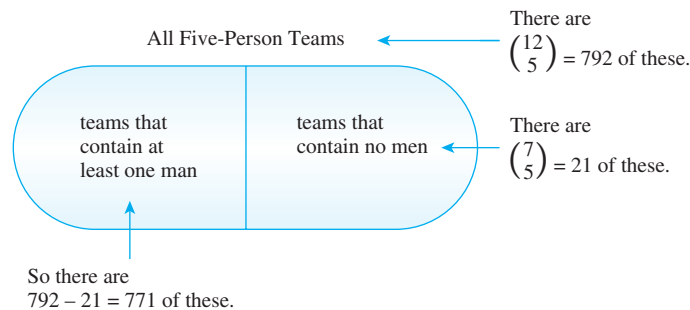 All Five-Person Teams
There are
(12
5) = 792 of these.
teams that
contain at
least one man
teams that
contain no men
There are
(7
5) = 21 of these.
So there are
792 – 21 = 771 of these.